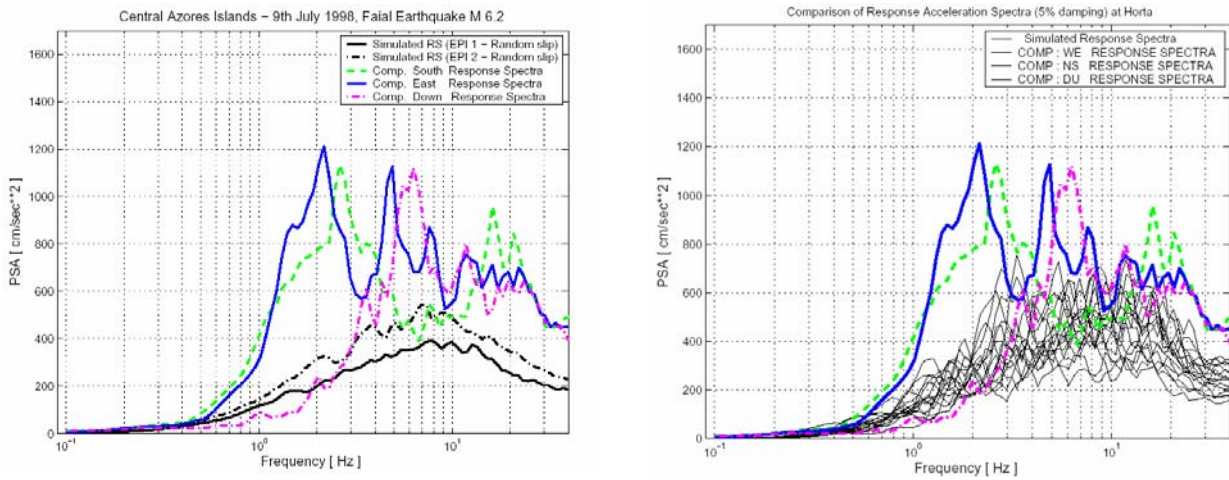 Central Azores Islands – 9th July 1998, Faial Earthquake M 6.2
Simulated RS (EPI 1 – Random slip)
Simulated RS (EPI 2 – Random slip)
Comp. South Response Spectra
Comp. East Response Spectra
Comp. Down Response Spectra
1600
1400
1200
1000
800
600
400
200
0
PSA [ cm/sec**2 ]
10⁻¹
10⁰
10¹
Frequency [ Hz ]
Comparison of Response Acceleration Spectra (5% damping) at Horta
Simulated Response Spectra
COMP : WE RESPONSE SPECTRA
COMP : NS RESPONSE SPECTRA
COMP : DU RESPONSE SPECTRA
1600
1400
1200
1000
800
600
400
200
0
PSA [ cm/sec**2 ]
10⁻¹
10⁰
10¹
Frequency [ Hz ]